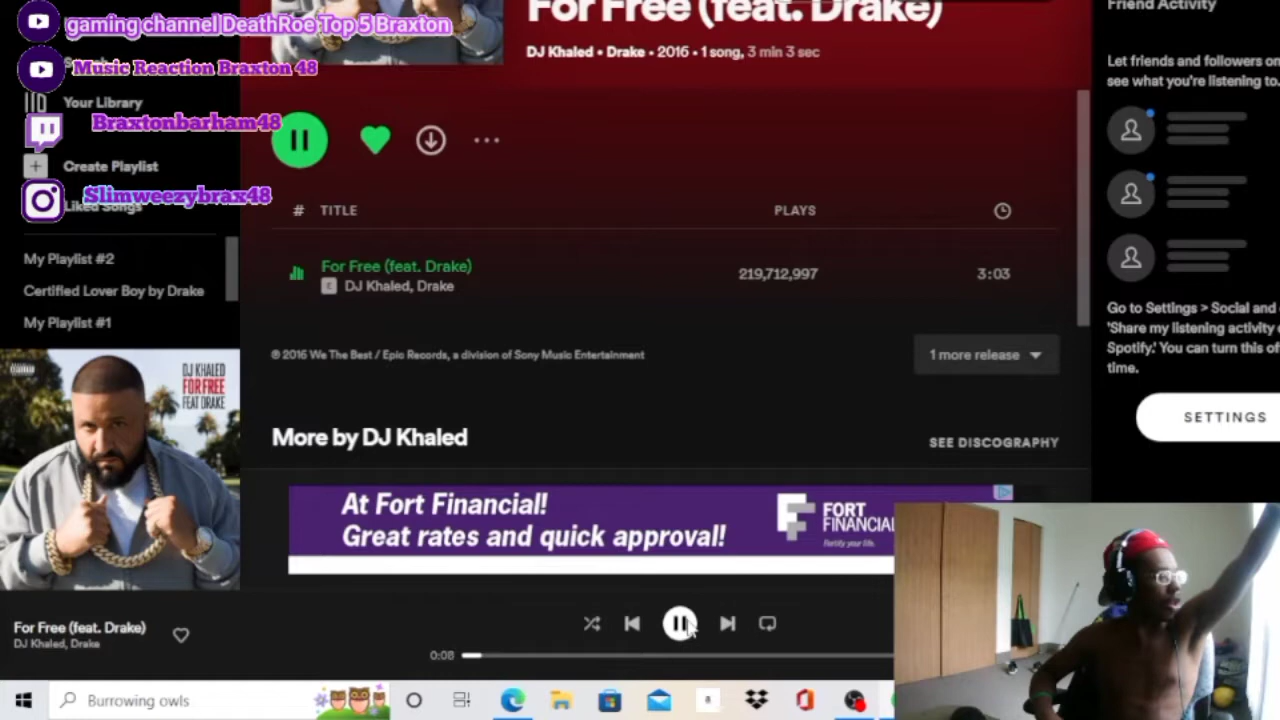 gaming channel DeathRoe Top 5 Braxton
Music Reaction Braxton 48
Your Library
Braxtonbarham48
Create Playlist
Slimweezybrax48
Liked Songs
My Playlist #2
Certified Lover Boy by Drake
My Playlist #1
DJ KHALED
FOR FREE
FEAT DRAKE
For Free (feat. Drake)
DJ Khaled, Drake
For Free (feat. Drake)
DJ Khaled • Drake • 2016 • 1 song, 3 min 3 sec
# TITLE PLAYS
For Free (feat. Drake) 219,712,997 3:03
E DJ Khaled, Drake
℗ 2016 We The Best / Epic Records, a division of Sony Music Entertainment
1 more release
More by DJ Khaled
SEE DISCOGRAPHY
At Fort Financial!
Great rates and quick approval!
FORT
FINANCIAL
Fortify your life.
0:08
Friend Activity
Let friends and followers on
see what you're listening to.
Go to Settings > Social and
'Share my listening activity
Spotify.' You can turn this of
time.
SETTINGS
Burrowing owls